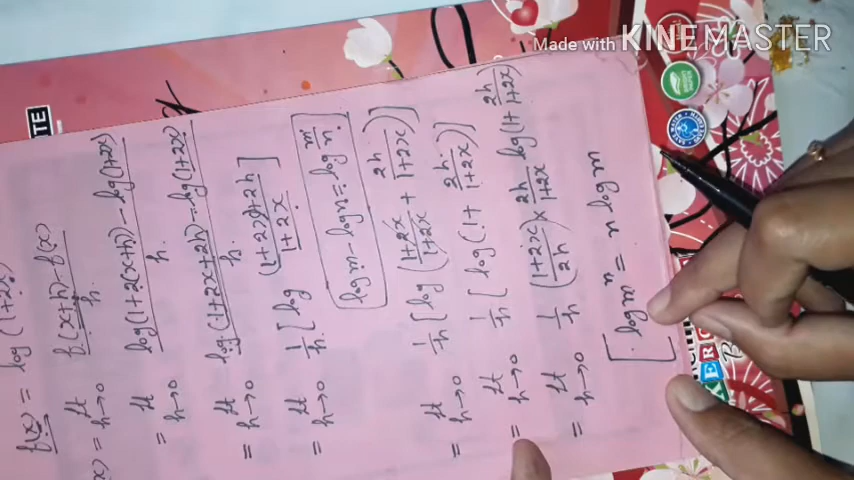 f(x) = log (1+2x)
(x) = lt h→0 f(x+h) - f(x) / h
= lt h→0 log(1+2(x+h)) - log(1+2x) / h.
= lt h→0 log(1+2x+2h) - log(1+2x) / h.
= lt h→0 1/h [ log (1+2x)+2h / 1+2x ]
log m - log n = log m/n.
= lt h→0 1/h [ log ( 1+2x/1+2x + 2h/1+2x ) ]
= lt h→0 1/h [ log ( 1 + 2h/1+2x ) ]
= lt h→0 1/h (1+2x)/2h × 2h/1+2x log (1+ 2h/1+2x)
[ log m^n = n log m
Made with KINEMASTER